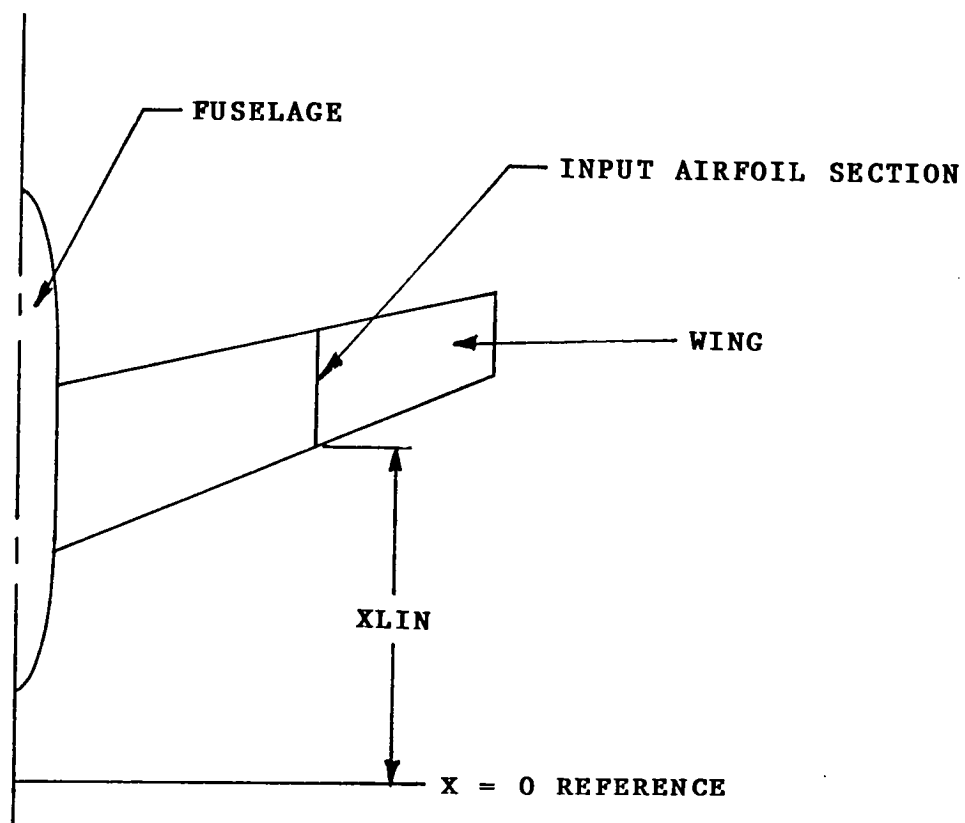 FUSELAGE
INPUT AIRFOIL SECTION
WING
XLIN
X = 0 REFERENCE